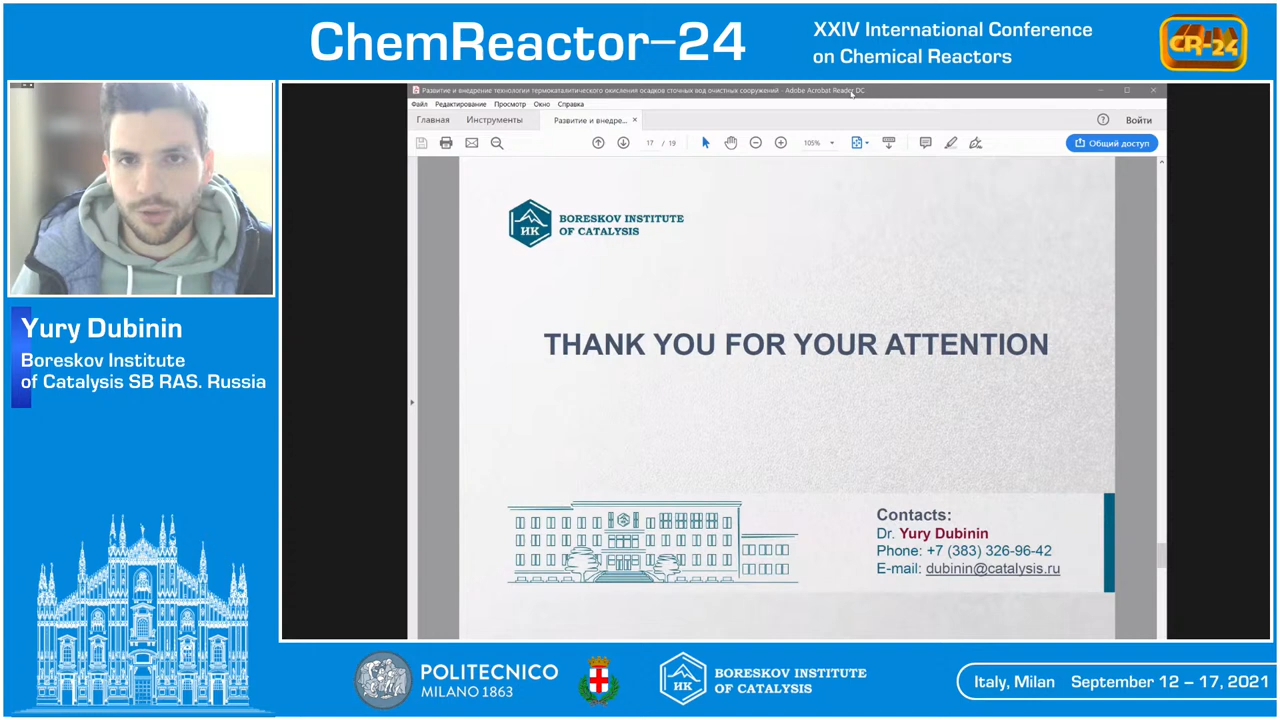 ChemReactor–24
XXIV International Conference
on Chemical Reactors
CR-24
Развитие и внедрение технологии термокаталитического окисления осадков сточных вод очистных сооружений - Adobe Acrobat Reader DC
Файл Редактирование Просмотр Окно Справка
Главная Инструменты Развитие и внедре... ×
Войти
17 / 19
105%
Общий доступ
BORESKOV INSTITUTE
OF CATALYSIS
ИК
THANK YOU FOR YOUR ATTENTION
Contacts:
Dr. Yury Dubinin
Phone: +7 (383) 326-96-42
E-mail: dubinin@catalysis.ru
Yury Dubinin
Boreskov Institute
of Catalysis SB RAS. Russia
POLITECNICO
MILANO 1863
ИК
BORESKOV INSTITUTE
OF CATALYSIS
Italy, Milan September 12 – 17, 2021